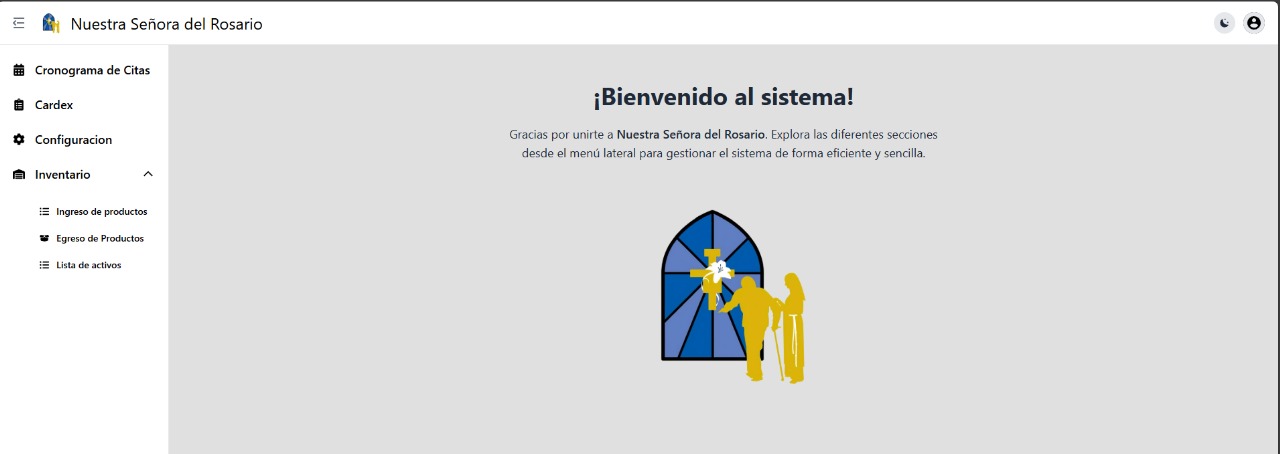 Nuestra Señora del Rosario
Cronograma de Citas
Cardex
Configuracion
Inventario
Ingreso de productos
Egreso de Productos
Lista de activos
¡Bienvenido al sistema!
Gracias por unirte a Nuestra Señora del Rosario. Explora las diferentes secciones
desde el menú lateral para gestionar el sistema de forma eficiente y sencilla.